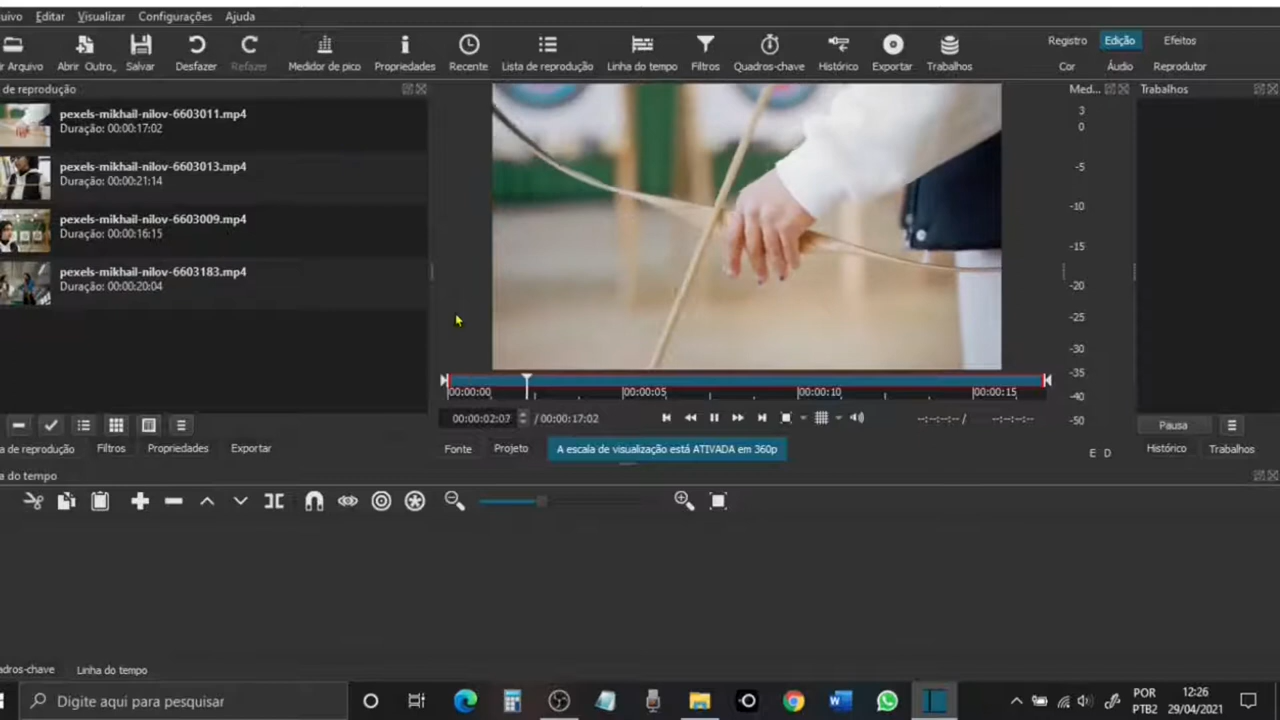 uivo Editar Visualizar Configurações Ajuda
ir Arquivo Abrir Outro... Salvar Desfazer Refazer Medidor de pico Propriedades Recente Lista de reprodução Linha do tempo Filtros Quadros-chave Histórico Exportar Trabalhos
Registro Edição Efeitos
Cor Áudio Reprodutor
de reprodução
Med...
Trabalhos
pexels-mikhail-nilov-6603011.mp4
Duração: 00:00:17:02
pexels-mikhail-nilov-6603013.mp4
Duração: 00:00:21:14
pexels-mikhail-nilov-6603009.mp4
Duração: 00:00:16:15
pexels-mikhail-nilov-6603183.mp4
Duração: 00:00:20:04
3
0
-5
-10
-15
-20
-25
-30
-35
-40
-50
E D
00:00:00 00:00:05 00:00:10 00:00:15
00:00:02:07 / 00:00:17:02
--:--:--:-- / --:--:--:--
a de reprodução Filtros Propriedades Exportar
Fonte Projeto A escala de visualização está ATIVADA em 360p
Pausa
Histórico Trabalhos
a do tempo
adros-chave Linha do tempo
Digite aqui para pesquisar
POR
PTB2
12:26
29/04/2021